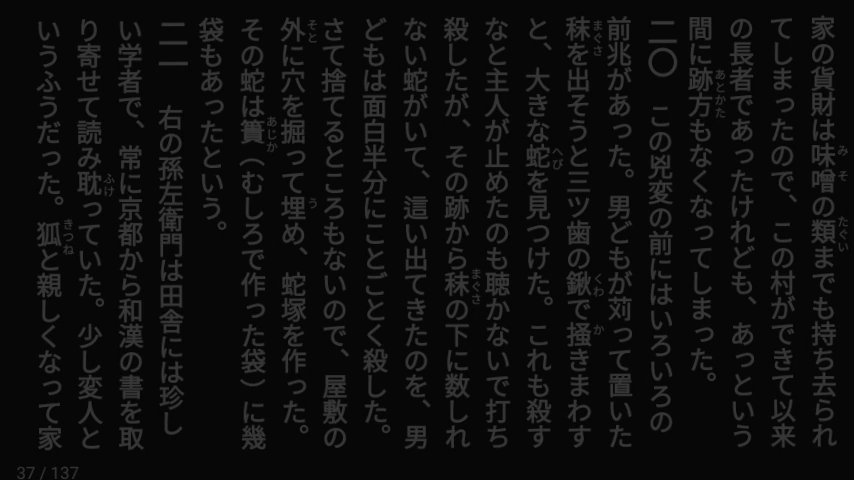 家の貨財は味噌の類までも持ち去られ
てしまったので、この村ができて以来
の長者であったけれども、あっという
間に跡方もなくなってしまった。
二〇　この兇変の前にはいろいろの
前兆があった。男どもが苅って置いた
秣を出そうと三ツ歯の鍬で掻きまわす
と、大きな蛇を見つけた。これも殺す
なと主人が止めたのも聴かないで打ち
殺したが、その跡から秣の下に数しれ
ない蛇がいて、這い出てきたのを、男
どもは面白半分にことごとく殺した。
さて捨てるところもないので、屋敷の
外に穴を掘って埋め、蛇塚を作った。
その蛇は簣（むしろで作った袋）に幾
袋もあったという。
二一　右の孫左衛門は田舎には珍し
い学者で、常に京都から和漢の書を取
り寄せて読み耽っていた。少し変人と
いうふうだった。狐と親しくなって家
37 / 137